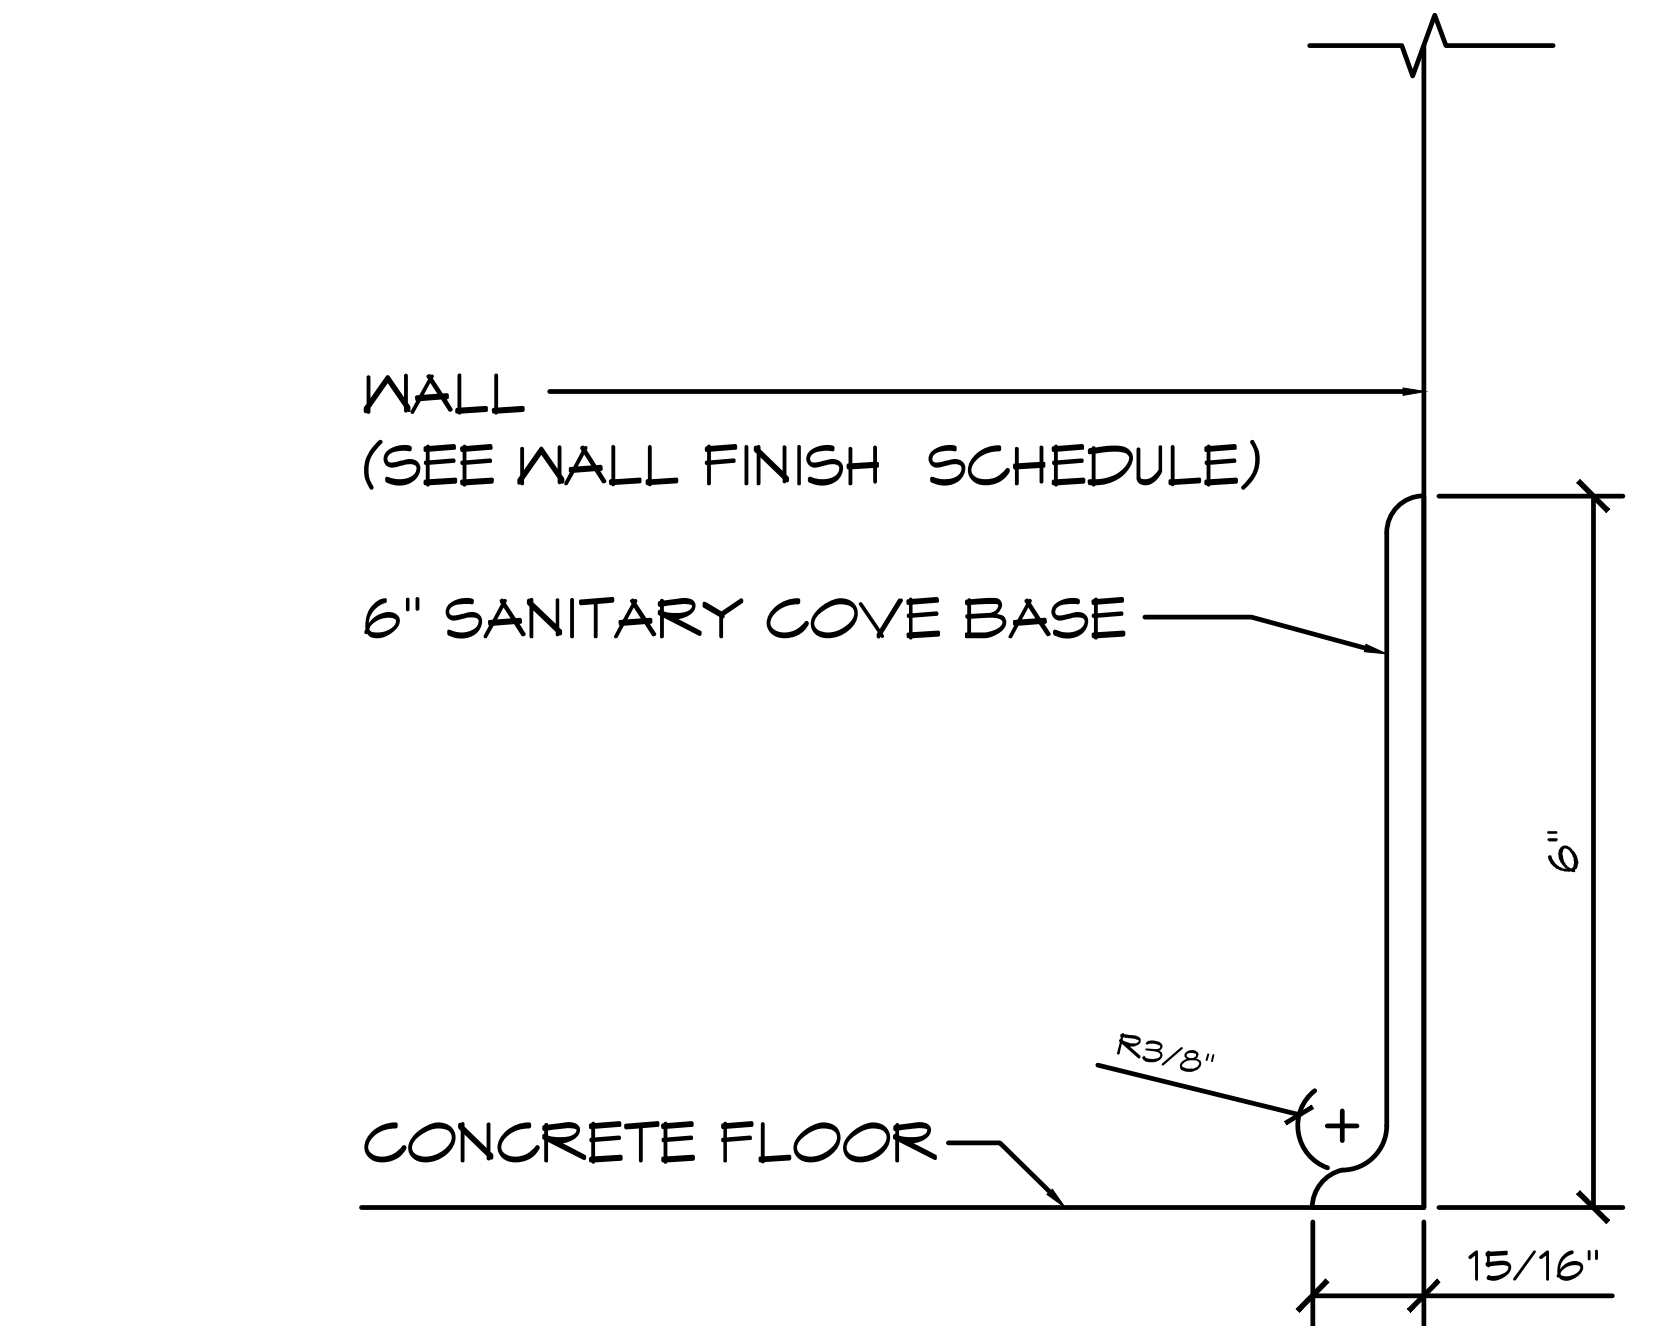 WALL
(SEE WALL FINISH SCHEDULE)
6" SANITARY COVE BASE
6"
R3/8"
CONCRETE FLOOR
15/16"